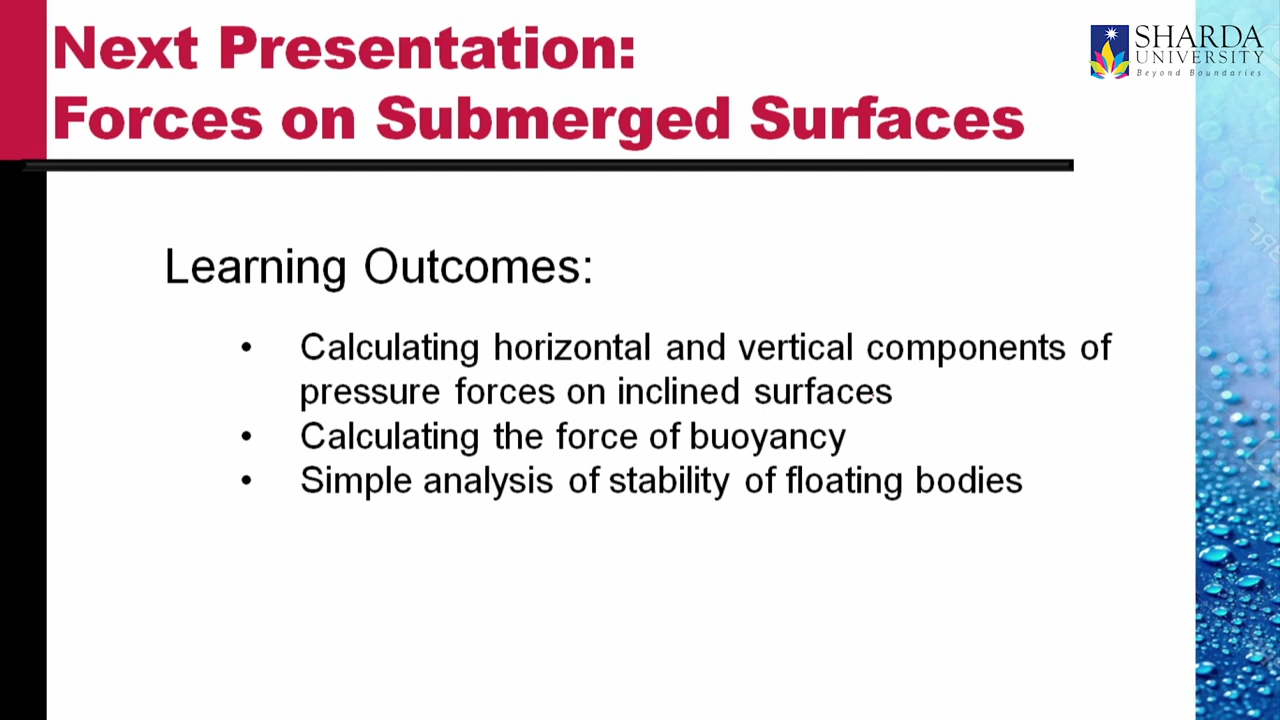 Next Presentation:
Forces on Submerged Surfaces
SHARDA
UNIVERSITY
Beyond Boundaries
Learning Outcomes:
• Calculating horizontal and vertical components of
pressure forces on inclined surfaces
• Calculating the force of buoyancy
• Simple analysis of stability of floating bodies